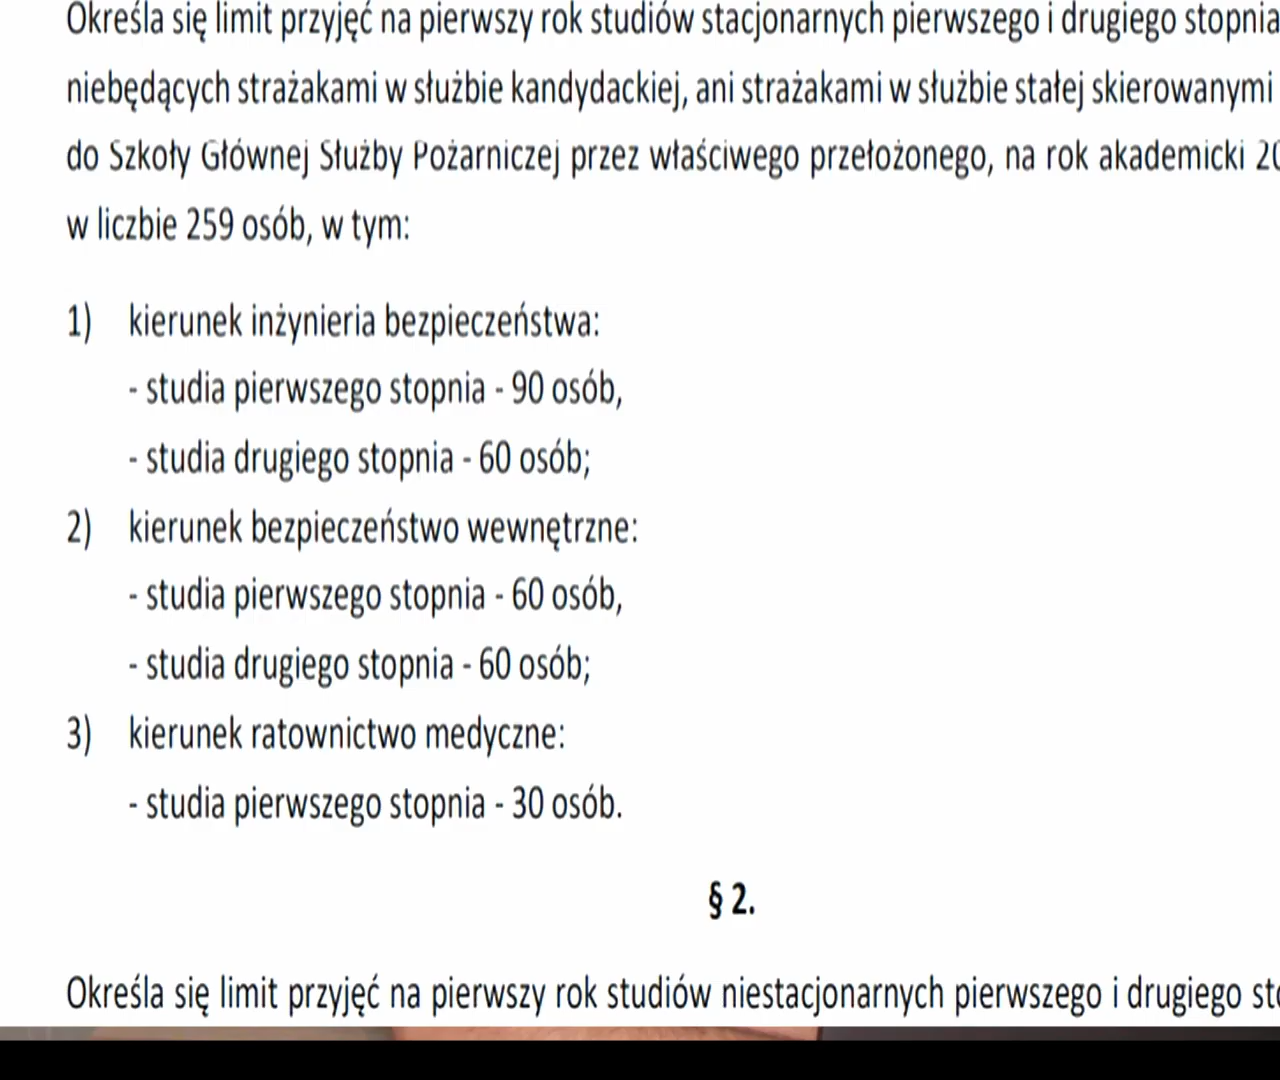 Określa się limit przyjęć na pierwszy rok studiów stacjonarnych pierwszego i drugiego stopnia
niebędących strażakami w służbie kandydackiej, ani strażakami w służbie stałej skierowanymi
do Szkoły Głównej Służby Pożarniczej przez właściwego przełożonego, na rok akademicki 20
w liczbie 259 osób, w tym:
1) kierunek inżynieria bezpieczeństwa:
- studia pierwszego stopnia - 90 osób,
- studia drugiego stopnia - 60 osób;
2) kierunek bezpieczeństwo wewnętrzne:
- studia pierwszego stopnia - 60 osób,
- studia drugiego stopnia - 60 osób;
3) kierunek ratownictwo medyczne:
- studia pierwszego stopnia - 30 osób.
§ 2.
Określa się limit przyjęć na pierwszy rok studiów niestacjonarnych pierwszego i drugiego sto